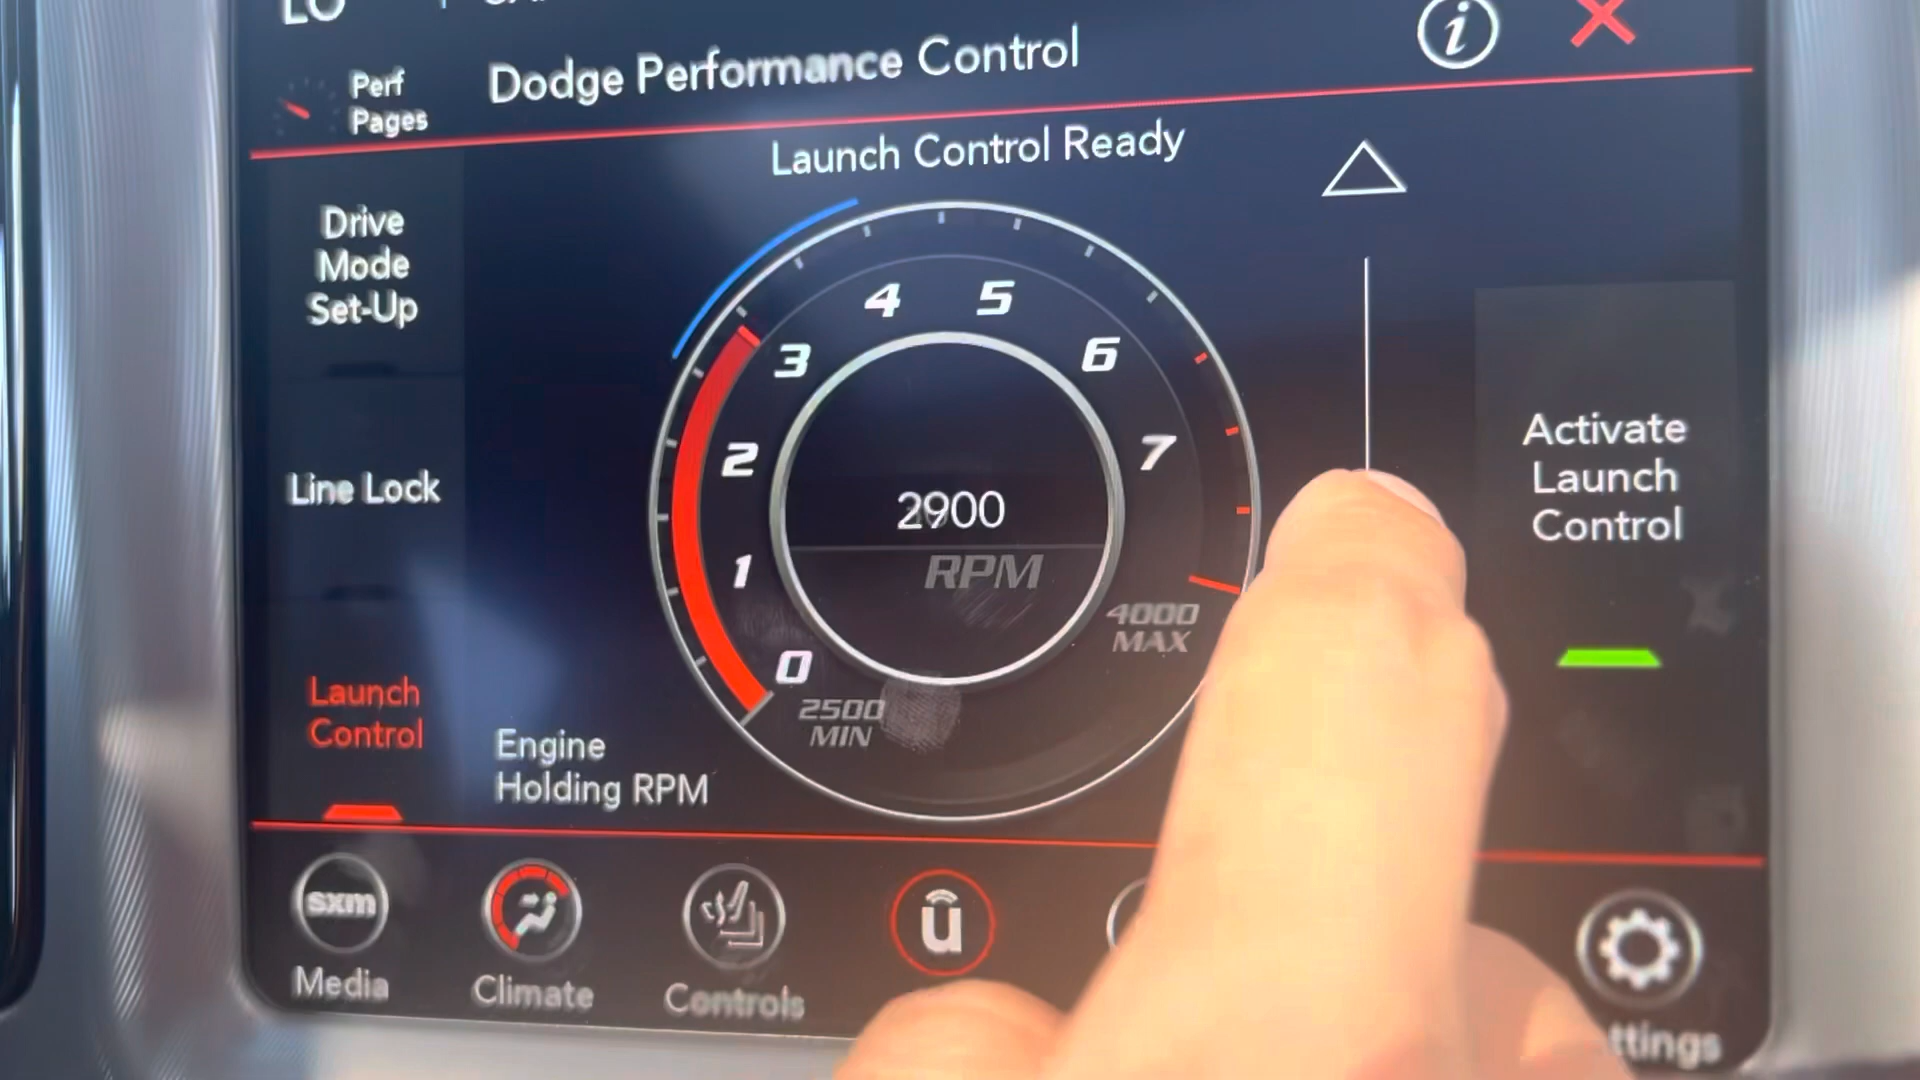 LO
Perf
Pages
Dodge Performance Control
Launch Control Ready
Drive
Mode
Set-Up
Line Lock
Launch
Control
4 5
3 6
2 7
1
0
2900
RPM
4000
MAX
2500
MIN
Engine
Holding RPM
Activate
Launch
Control
sxm
Media
Climate
Controls
ttings